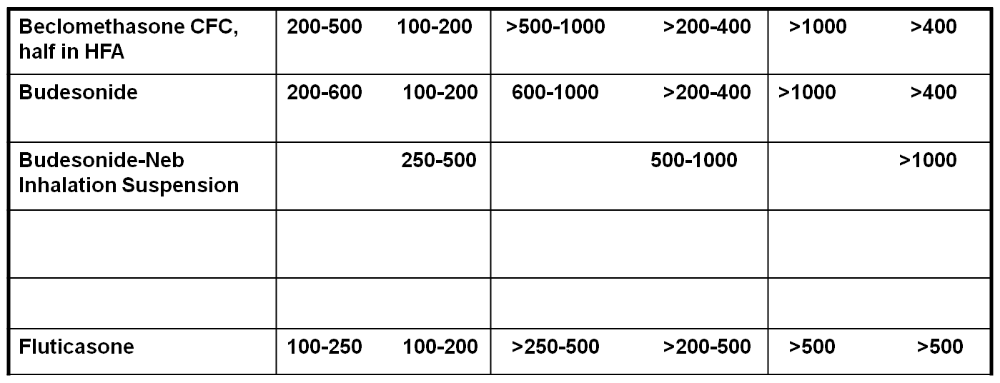 Beclomethasone CFC, 200-500 100-200 >500-1000 >200-400 >1000 >400
half in HFA
Budesonide 200-600 100-200 600-1000 >200-400 >1000 >400
Budesonide-Neb 250-500 500-1000 >1000
Inhalation Suspension
Fluticasone 100-250 100-200 >250-500 >200-500 >500 >500